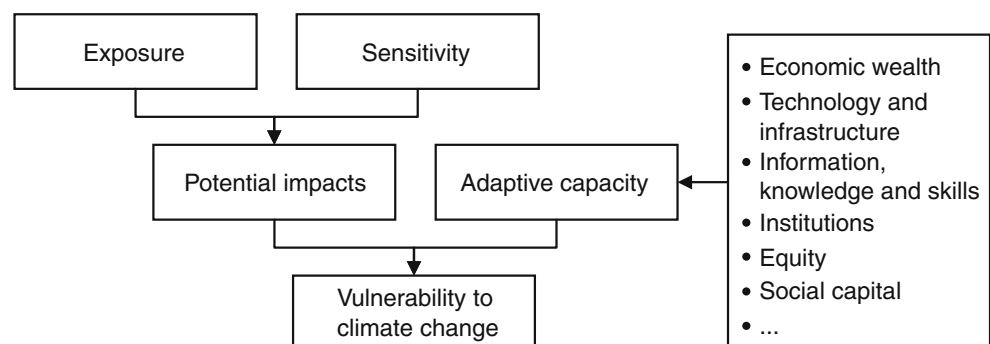 Exposure
Sensitivity
Potential impacts
Adaptive capacity
Vulnerability to
climate change
• Economic wealth
• Technology and
infrastructure
• Information,
knowledge and skills
• Institutions
• Equity
• Social capital
• ...